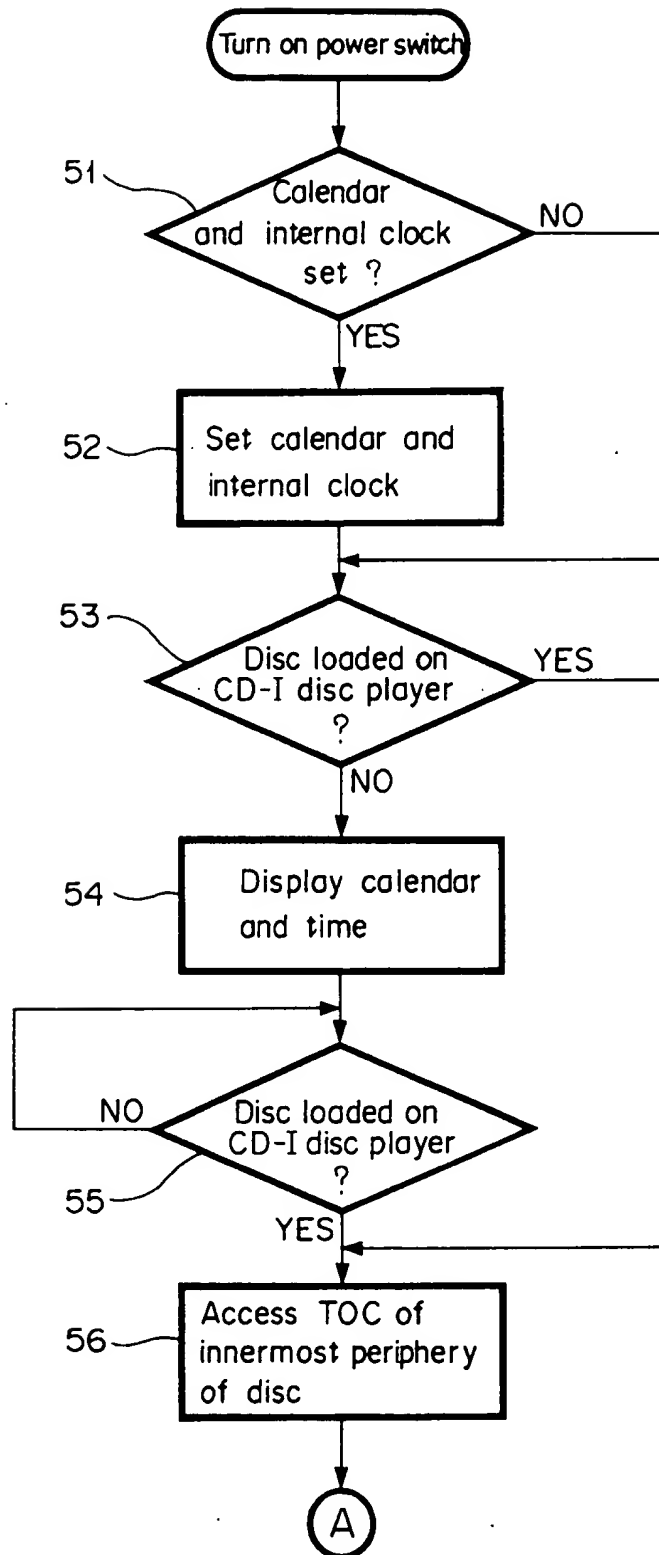 Turn on power switch
51
Calendar
and internal clock
set ?
NO
YES
52
Set calendar and
internal clock
53
Disc loaded on
CD-I disc player
?
YES
NO
54
Display calendar
and time
NO
Disc loaded on
CD-I disc player
?
55
YES
56
Access TOC of
innermost periphery
of disc
A